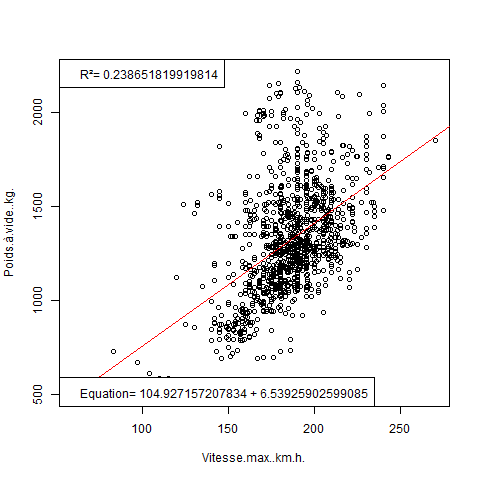 R²= 0.238651819919814
2000
1500
1000
500
Poids.à.vide..kg.
Equation= 104.927157207834 + 6.53925902599085
100 150 200 250
Vitesse.max..km.h.